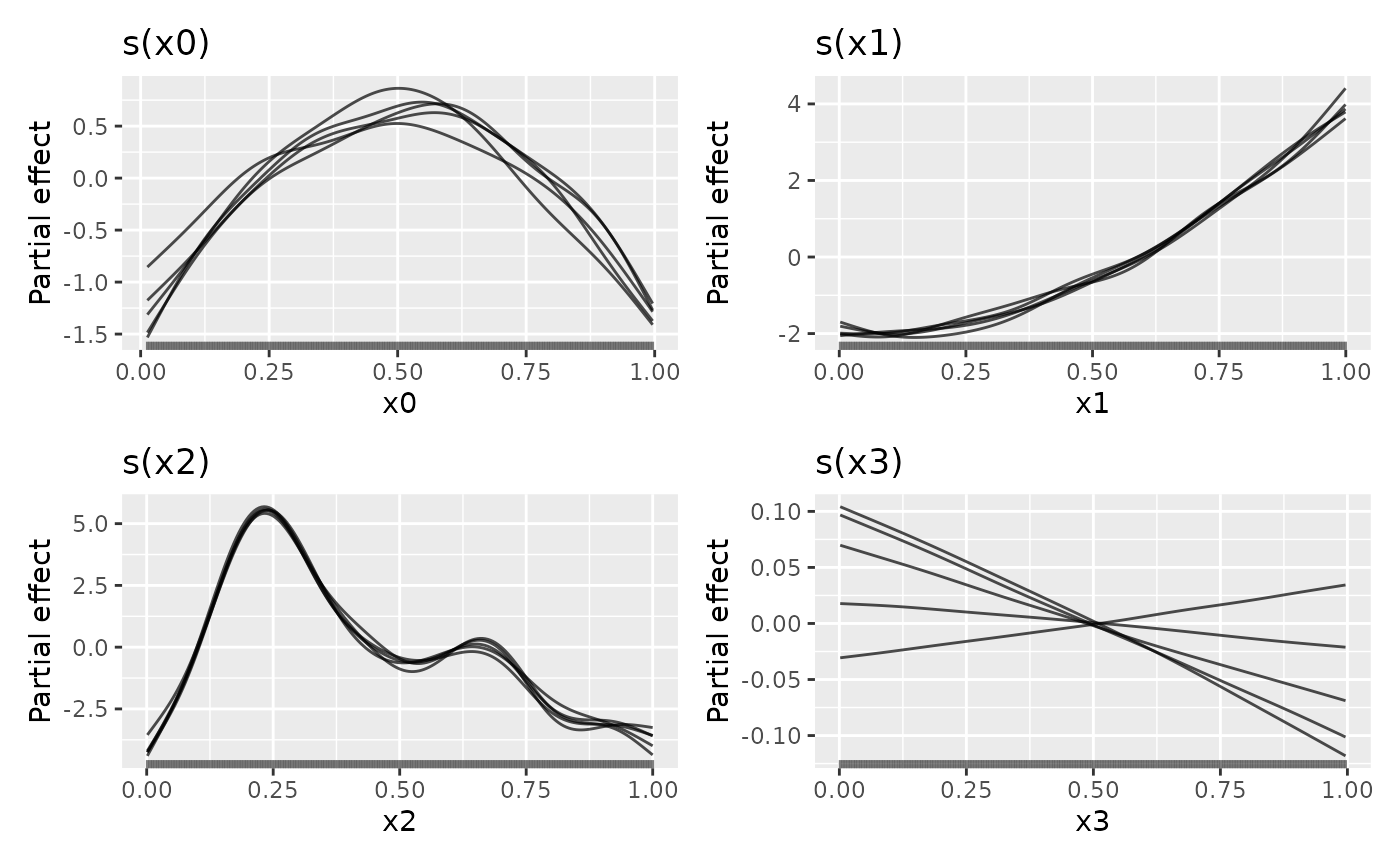 s(x0)
Partial effect
0.5
0.0
-0.5
-1.0
-1.5
0.00 0.25 0.50 0.75 1.00
x0
s(x1)
Partial effect
4
2
0
-2
0.00 0.25 0.50 0.75 1.00
x1
s(x2)
Partial effect
5.0
2.5
0.0
-2.5
0.00 0.25 0.50 0.75 1.00
x2
s(x3)
Partial effect
0.10
0.05
0.00
-0.05
-0.10
0.00 0.25 0.50 0.75 1.00
x3